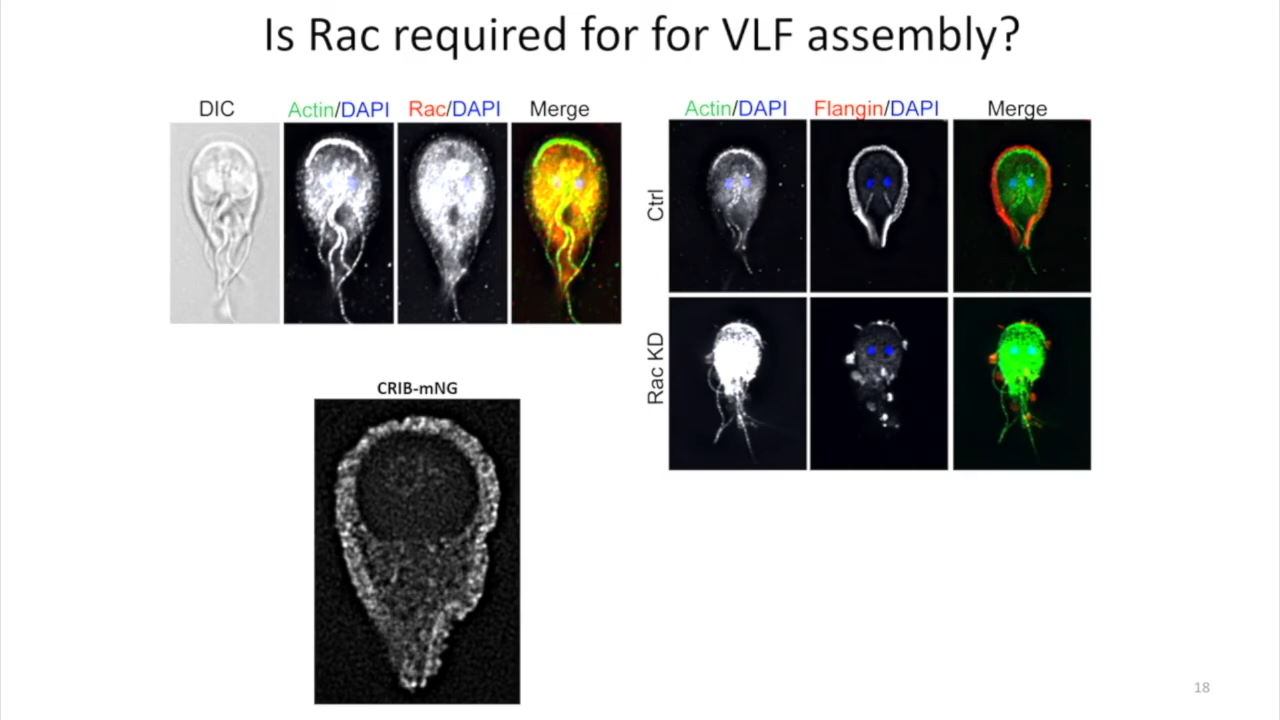 Is Rac required for for VLF assembly?
DIC
Actin/DAPI
Rac/DAPI
Merge
Actin/DAPI
Flangin/DAPI
Merge
Ctrl
Rac KD
CRIB-mNG
18